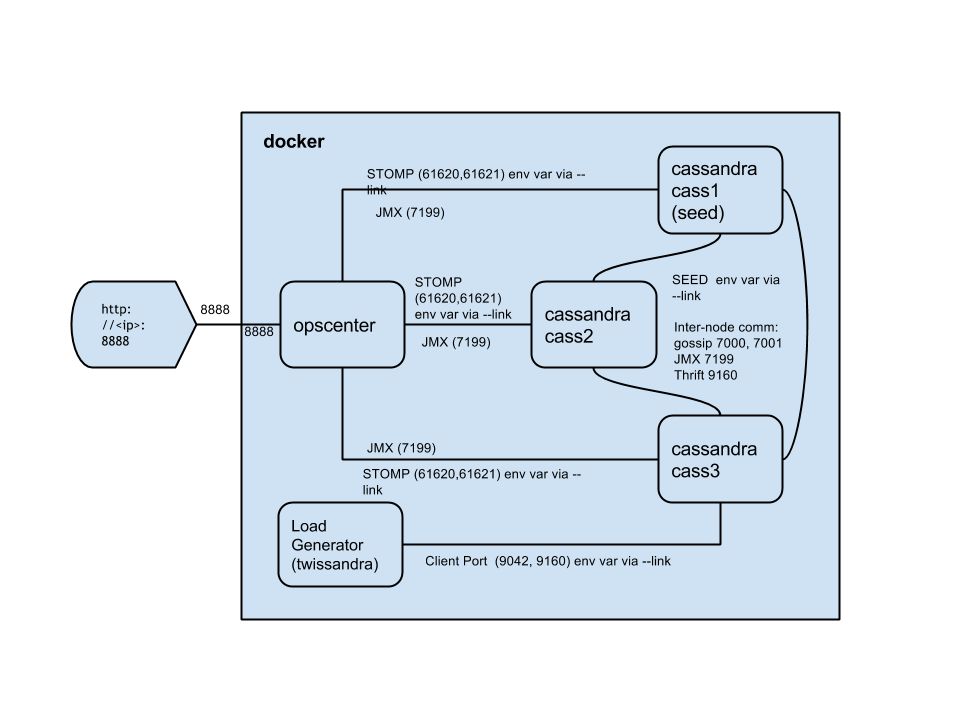 docker
STOMP (61620,61621) env var via --
link
JMX (7199)
cassandra
cass1
(seed)
http:
//<ip>:
8888
8888
8888
opscenter
STOMP
(61620,61621)
env var via --link
JMX (7199)
cassandra
cass2
SEED  env var via
--link
Inter-node comm:
gossip 7000, 7001
JMX 7199
Thrift 9160
JMX (7199)
STOMP (61620,61621) env var via --
link
cassandra
cass3
Load
Generator
(twissandra)
Client Port  (9042, 9160) env var via --link